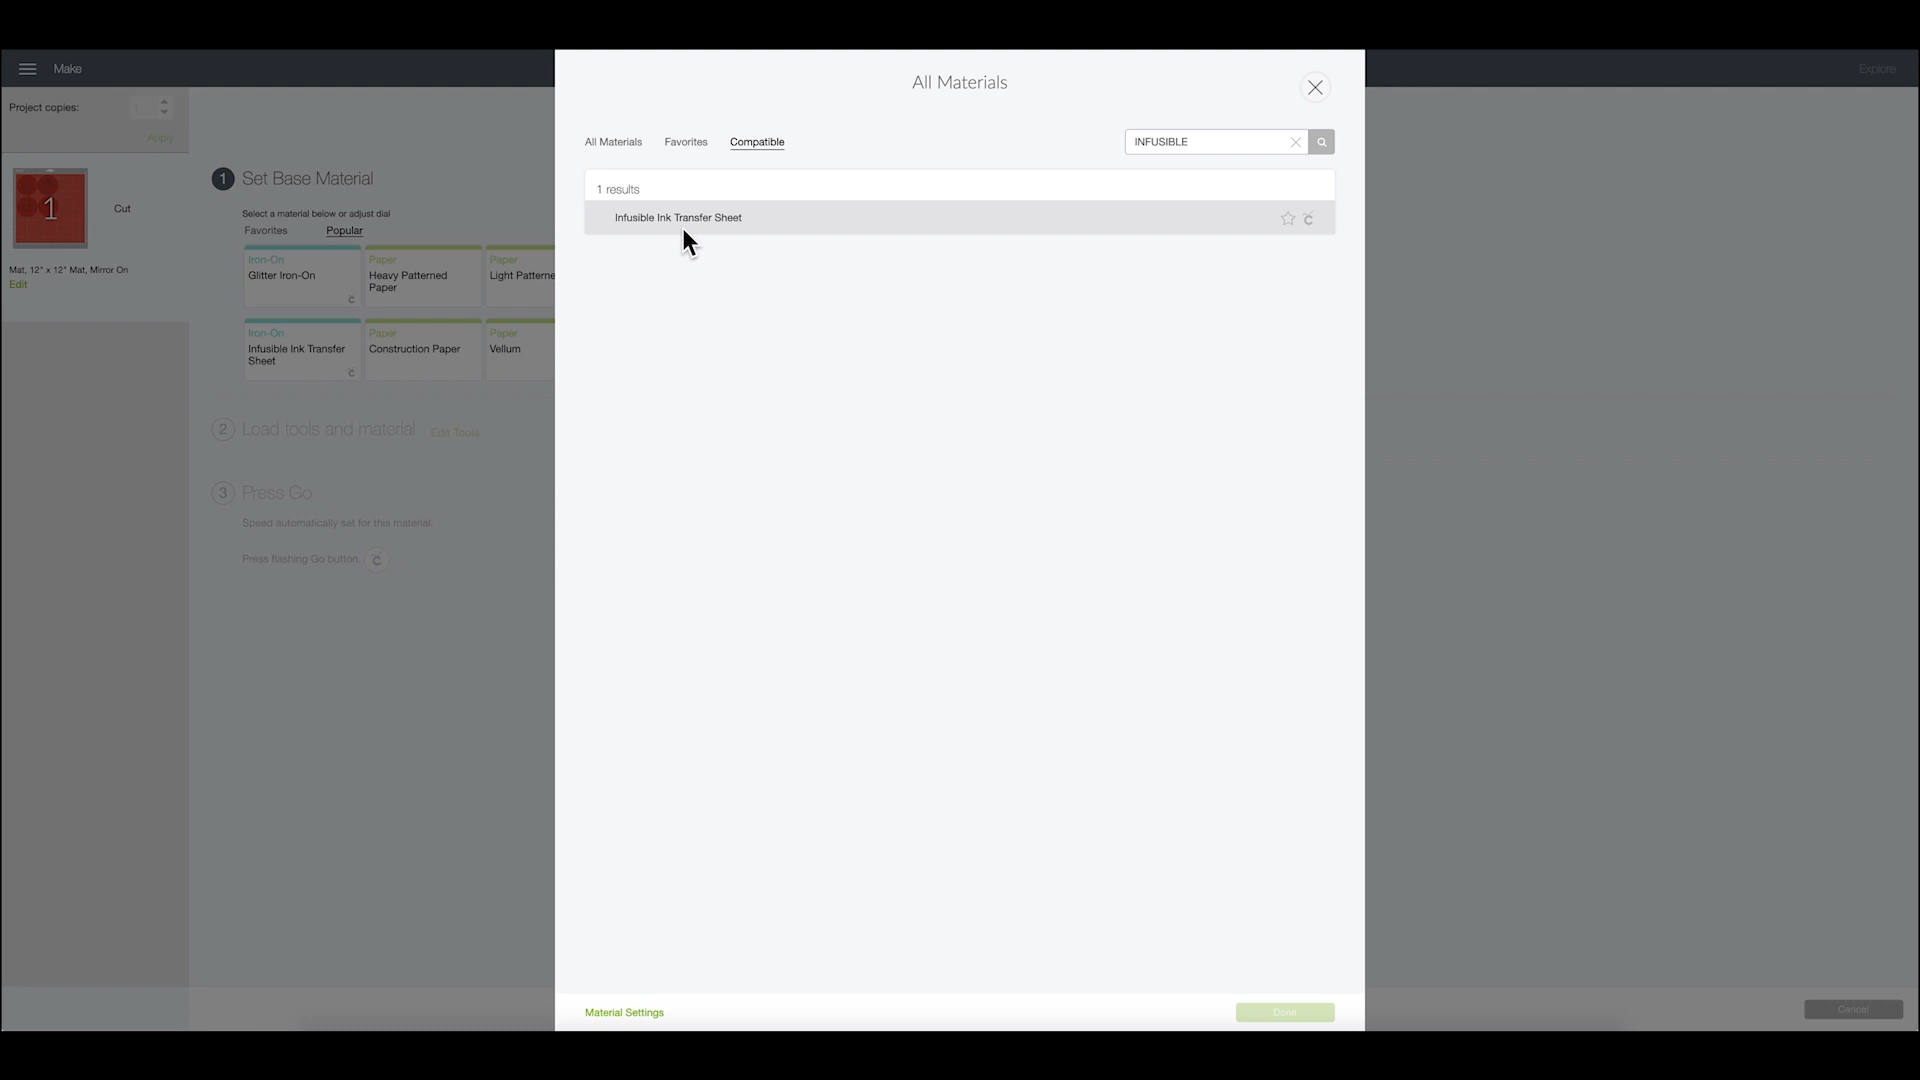 Make
Explore
Project copies:
1
Apply
1
Cut
Mat, 12" x 12" Mat, Mirror On
Edit
1 Set Base Material
Select a material below or adjust dial
Favorites Popular
Iron-On
Glitter Iron-On
Paper
Heavy Patterned
Paper
Paper
Light Patterne
Iron-On
Infusible Ink Transfer
Sheet
Paper
Construction Paper
Paper
Vellum
2 Load tools and material Edit Tools
3 Press Go
Speed automatically set for this material.
Press flashing Go button.
All Materials
All Materials Favorites Compatible
INFUSIBLE
1 results
Infusible Ink Transfer Sheet
Material Settings
Done
Cancel